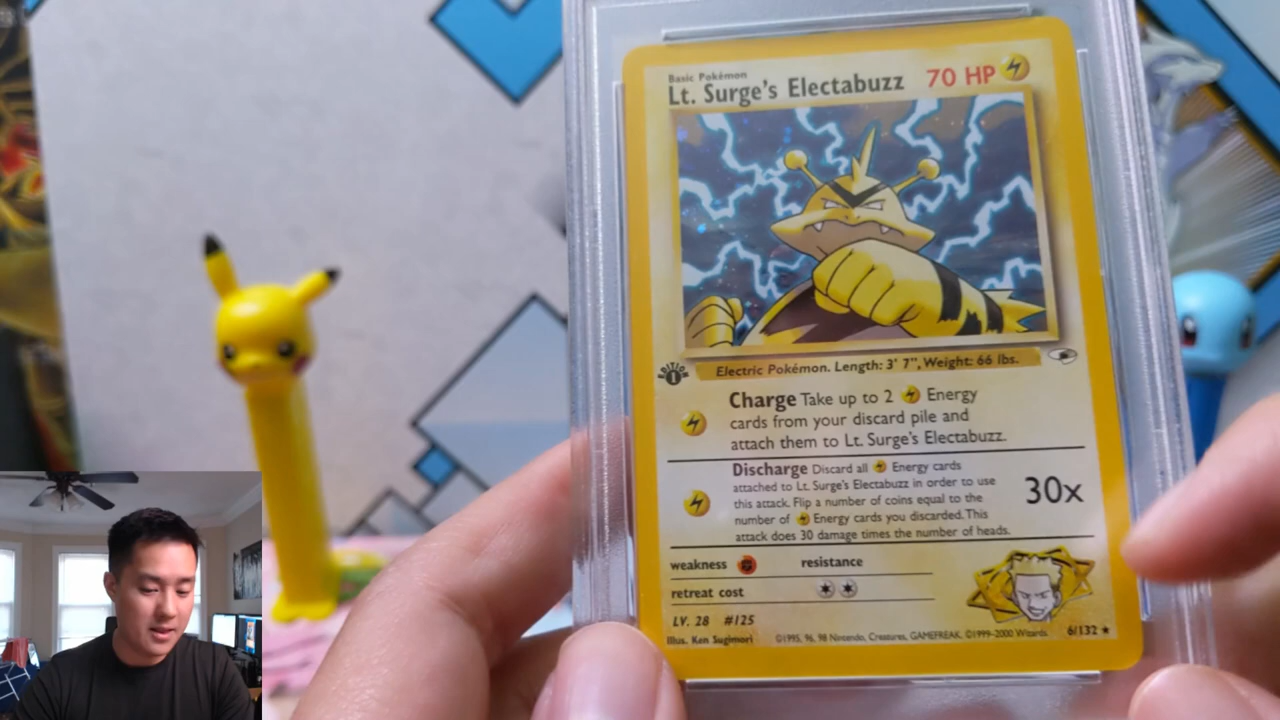 Basic Pokémon
Lt. Surge's Electabuzz 70 HP
EDITION
1
Electric Pokémon. Length: 3' 7", Weight: 66 lbs.
Charge Take up to 2 Energy
cards from your discard pile and
attach them to Lt. Surge's Electabuzz.
Discharge Discard all Energy cards
attached to Lt. Surge's Electabuzz in order to use
this attack. Flip a number of coins equal to the
number of Energy cards you discarded. This
attack does 30 damage times the number of heads.
30x
weakness resistance
retreat cost
LV. 28 #125
Illus. Ken Sugimori ©1995, 96, 98 Nintendo, Creatures, GAMEFREAK. ©1999-2000 Wizards. 6/132 ★